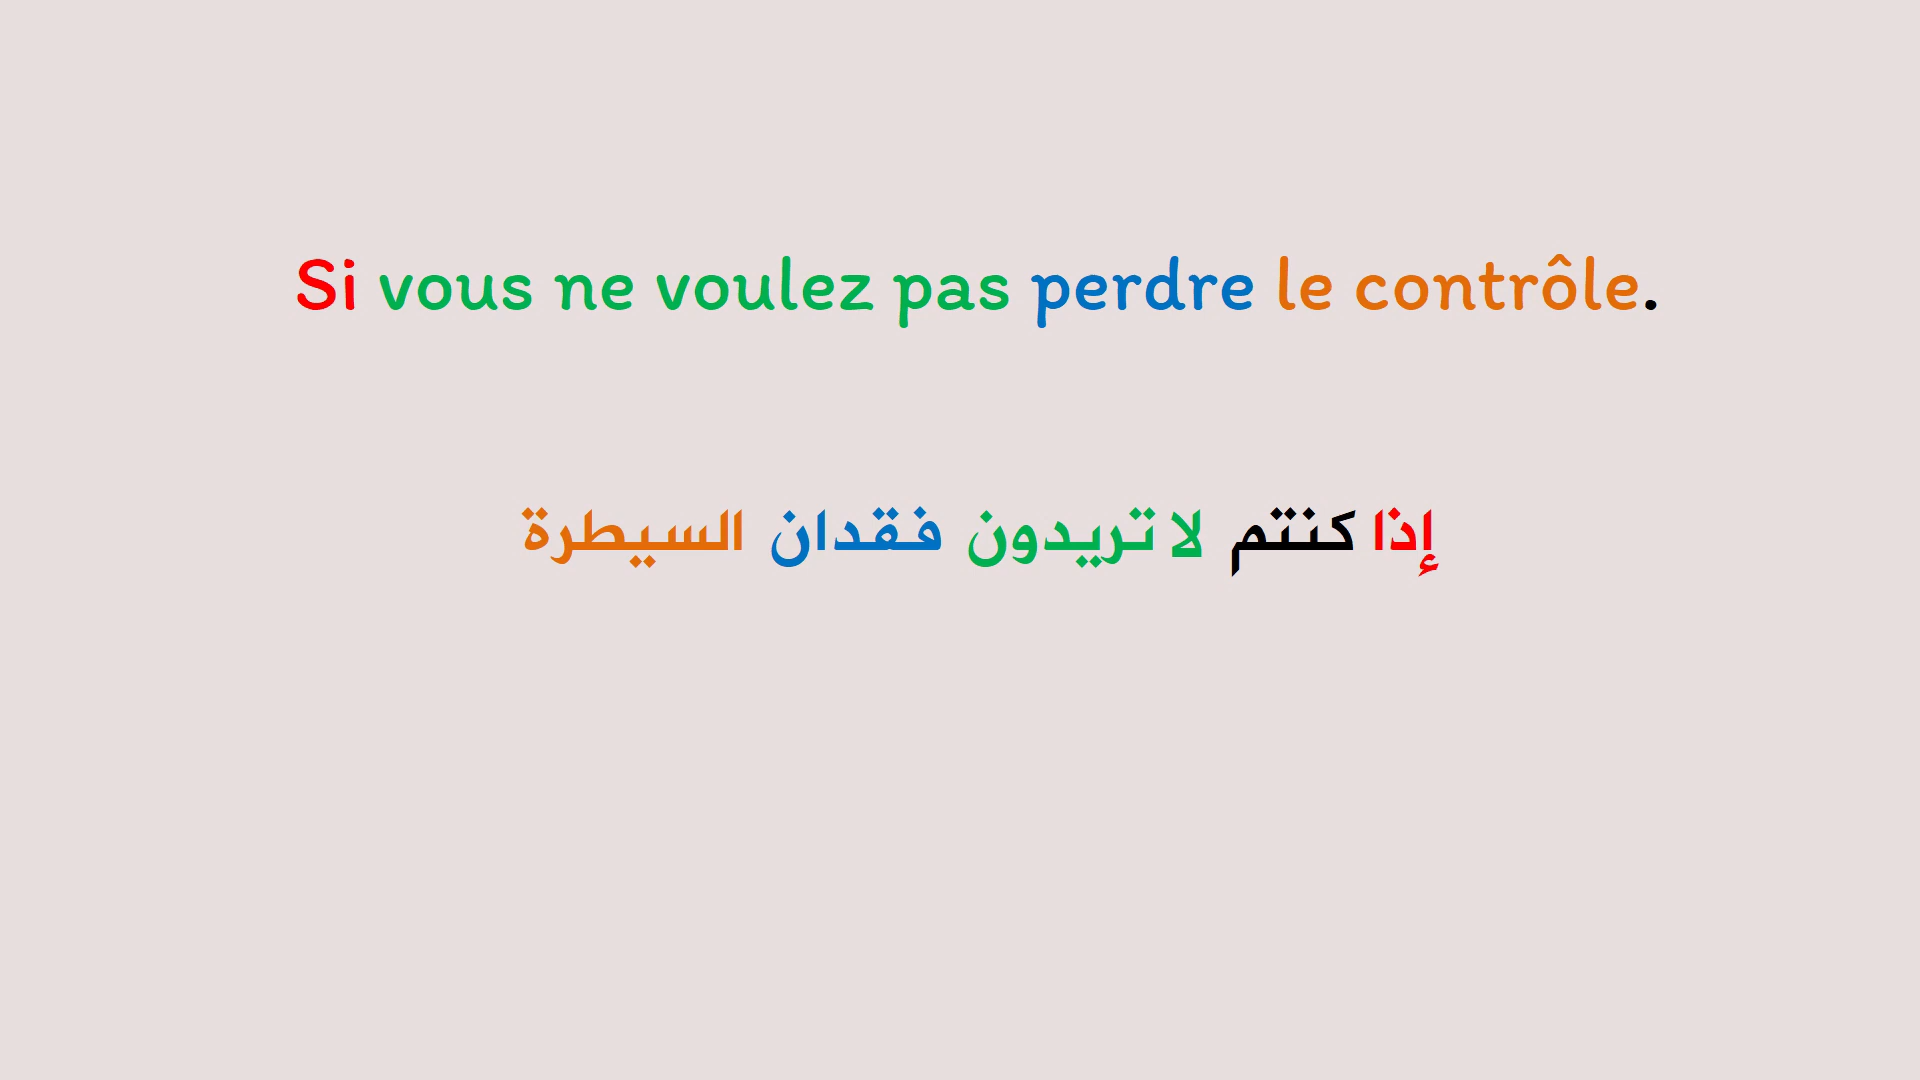 Si vous ne voulez pas perdre le contrôle.
إذا كنتم لا تريدون فقدان السيطرة